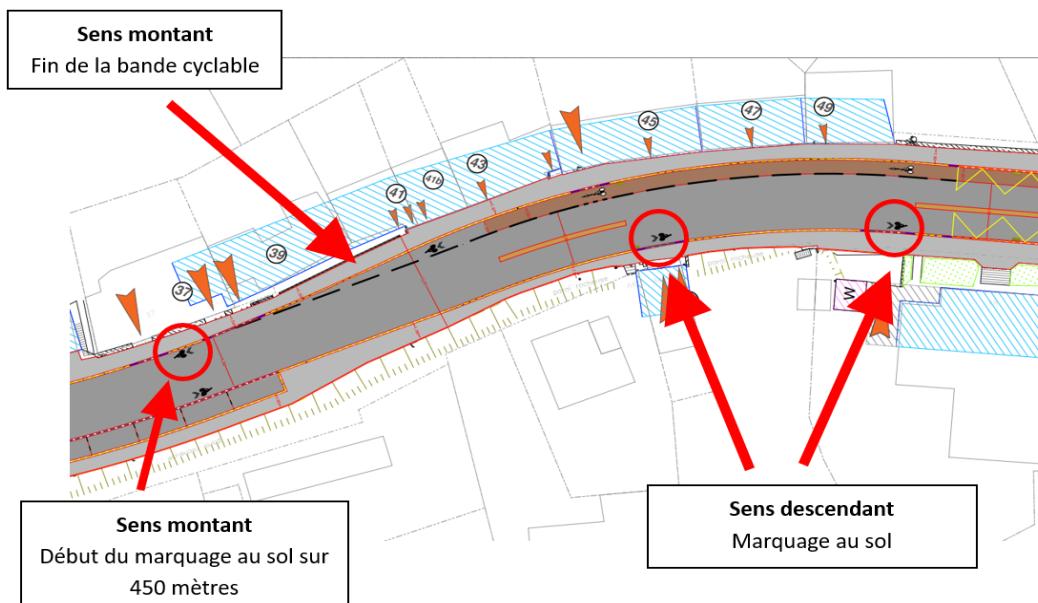 Sens montant
Fin de la bande cyclable
49
47
45
43
41b
41
39
37
W
Sens montant
Début du marquage au sol sur
450 mètres
Sens descendant
Marquage au sol